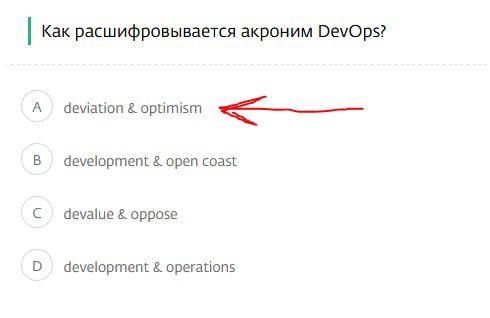 Как расшифровывается акроним DevOps?
A deviation & optimism
B development & open coast
C devalue & oppose
D development & operations